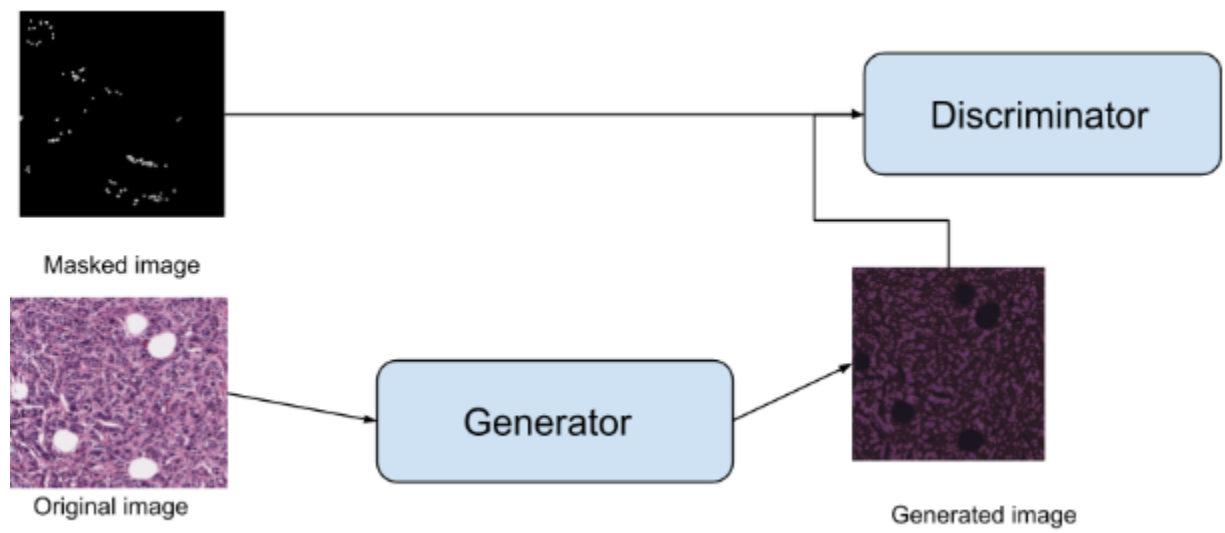 Discriminator
Masked image
Generator
Original image
Generated image